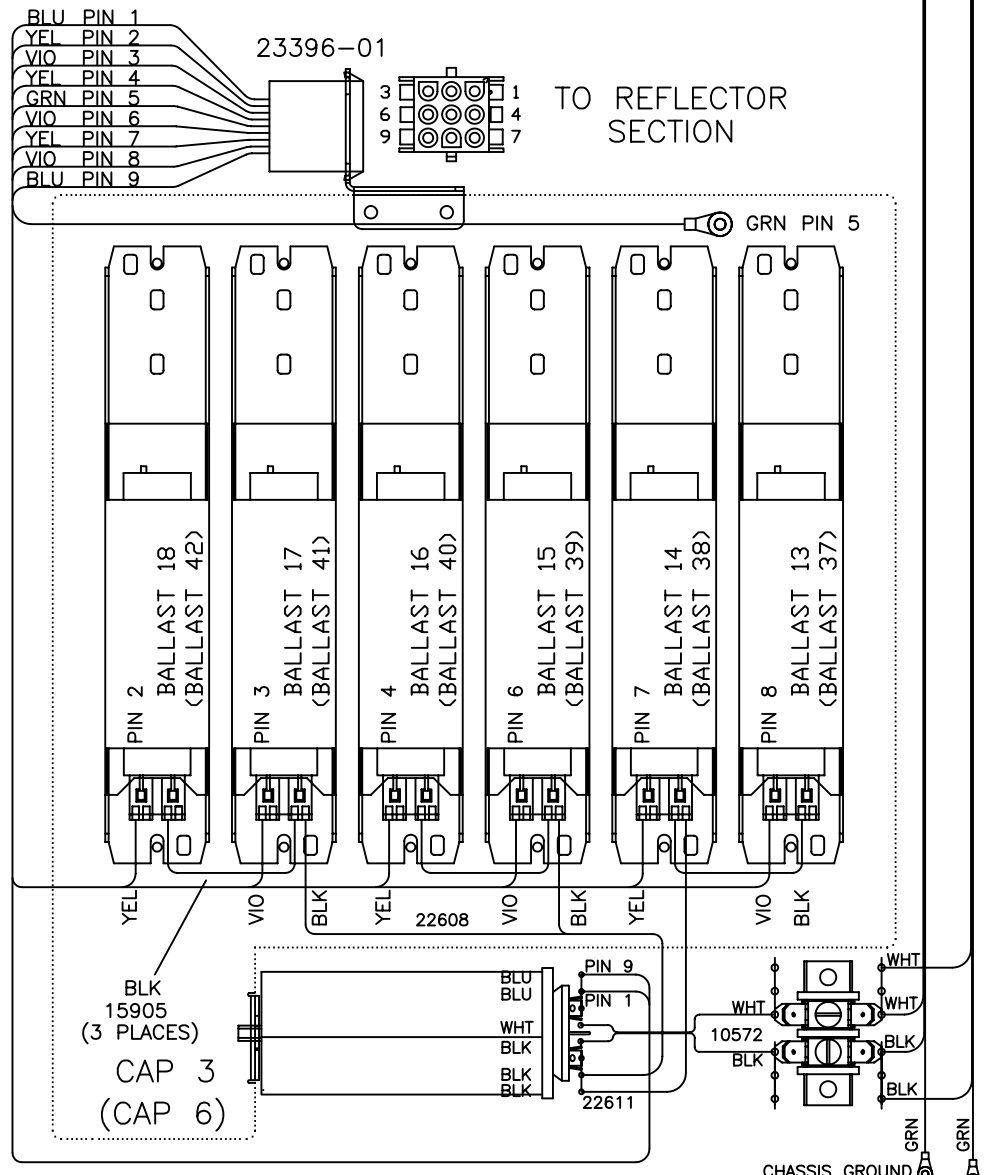 BLU PIN 1
YEL PIN 2
VIO PIN 3
YEL PIN 4
GRN PIN 5
VIO PIN 6
YEL PIN 7
VIO PIN 8
BLU PIN 9
23396-01
3 1
6 4
9 7
TO REFLECTOR
SECTION
GRN PIN 5
PIN 2
BALLAST 18
(BALLAST 42)
PIN 3
BALLAST 17
(BALLAST 41)
PIN 4
BALLAST 16
(BALLAST 40)
PIN 6
BALLAST 15
(BALLAST 39)
PIN 7
BALLAST 14
(BALLAST 38)
PIN 8
BALLAST 13
(BALLAST 37)
YEL
VIO
BLK
YEL
22608
VIO
BLK
YEL
VIO
BLK
BLK
15905
(3 PLACES)
CAP 3
(CAP 6)
BLU
BLU
WHT
BLK
BLK
BLK
PIN 9
PIN 1
22611
WHT
10572
BLK
WHT
WHT
BLK
BLK
GRN
GRN
CHASSIS GROUND